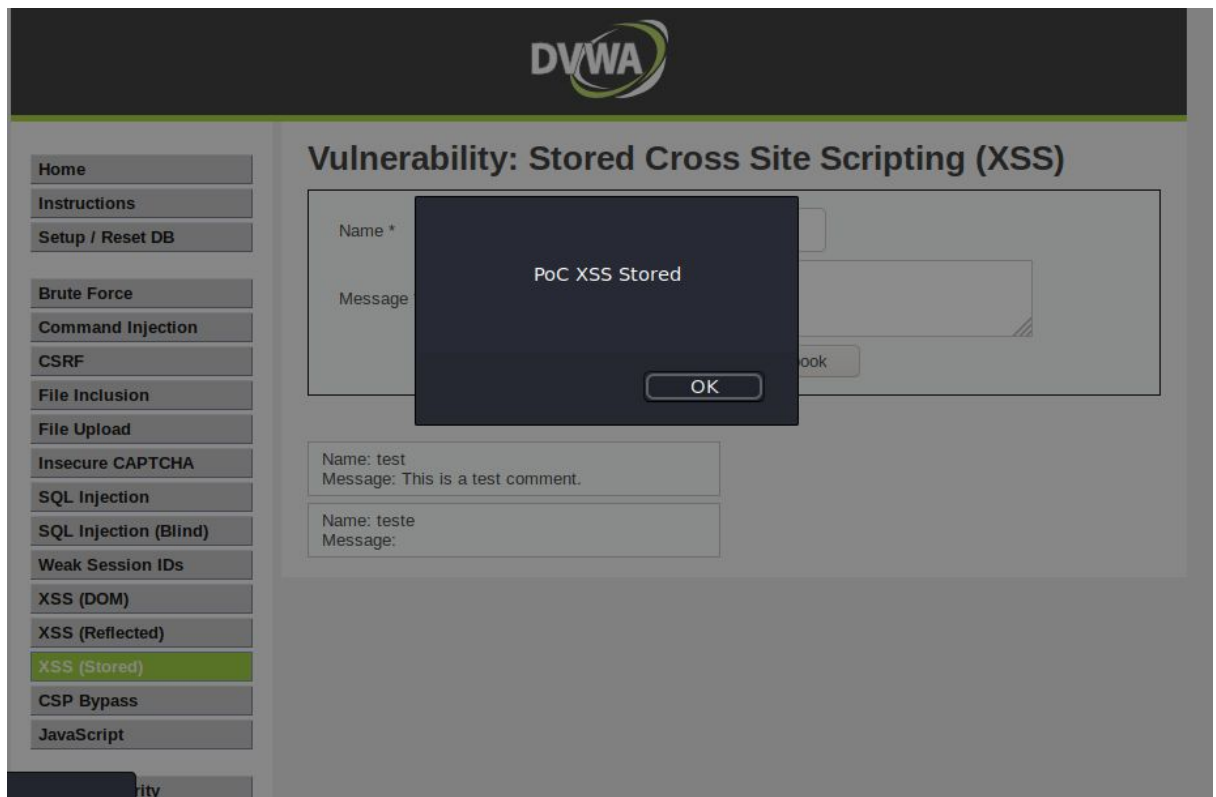 DVWA
Home
Instructions
Setup / Reset DB
Brute Force
Command Injection
CSRF
File Inclusion
File Upload
Insecure CAPTCHA
SQL Injection
SQL Injection (Blind)
Weak Session IDs
XSS (DOM)
XSS (Reflected)
XSS (Stored)
CSP Bypass
JavaScript
Vulnerability: Stored Cross Site Scripting (XSS)
Name *
Message
PoC XSS Stored
OK
Name: test
Message: This is a test comment.
Name: teste
Message: